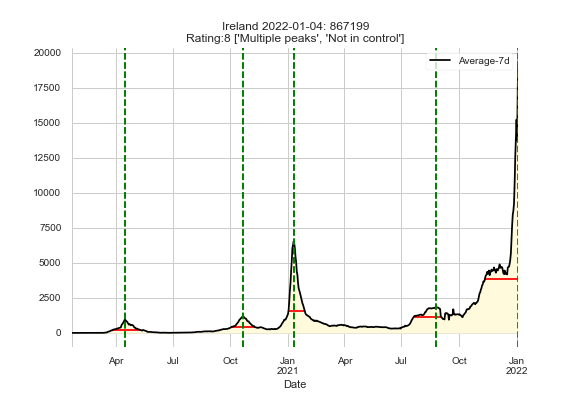 Ireland 2022-01-04: 867199
Rating:8 ['Multiple peaks', 'Not in control']
Average-7d
20000
17500
15000
12500
10000
7500
5000
2500
0
Apr Jul Oct Jan Apr Jul Oct Jan
2021 2022
Date